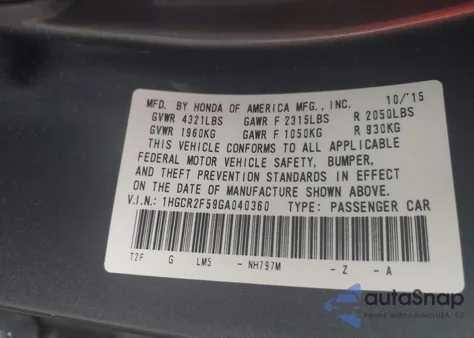 MFD. BY HONDA OF AMERICA MFG., INC. 10/15
GVWR 4321LBS GAWR F 2315LBS R 2050LBS
GVWR 1960KG GAWR F 1050KG R 930KG
THIS VEHICLE CONFORMS TO ALL APPLICABLE
FEDERAL MOTOR VEHICLE SAFETY, BUMPER,
AND THEFT PREVENTION STANDARDS IN EFFECT
ON THE DATE OF MANUFACTURE SHOWN ABOVE.
V.I.N.: 1HGCR2F59GA040360 TYPE: PASSENGER CAR
T2F G LM5 - NH797M - Z - A
autoSnap